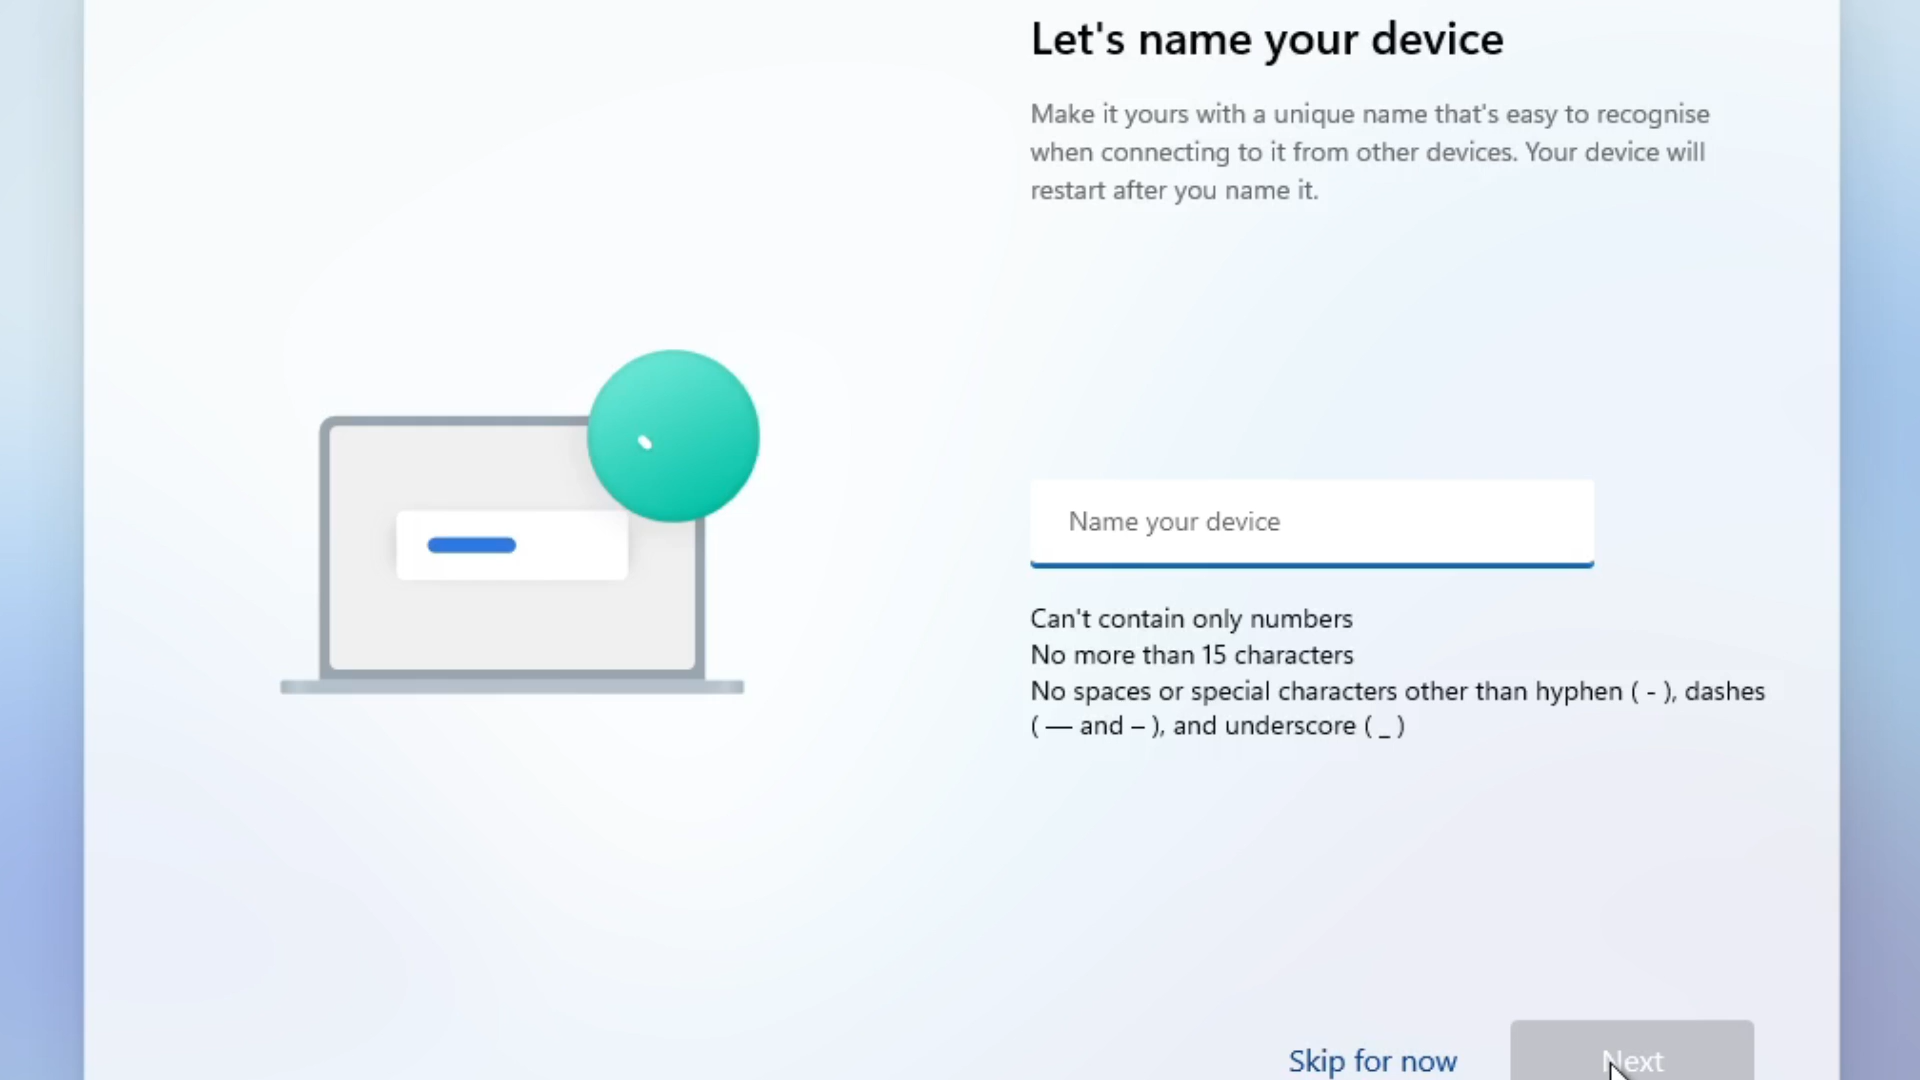 Let's name your device
Make it yours with a unique name that's easy to recognise
when connecting to it from other devices. Your device will
restart after you name it.
Name your device
Can't contain only numbers
No more than 15 characters
No spaces or special characters other than hyphen ( - ), dashes
( — and – ), and underscore ( _ )
Skip for now
Next